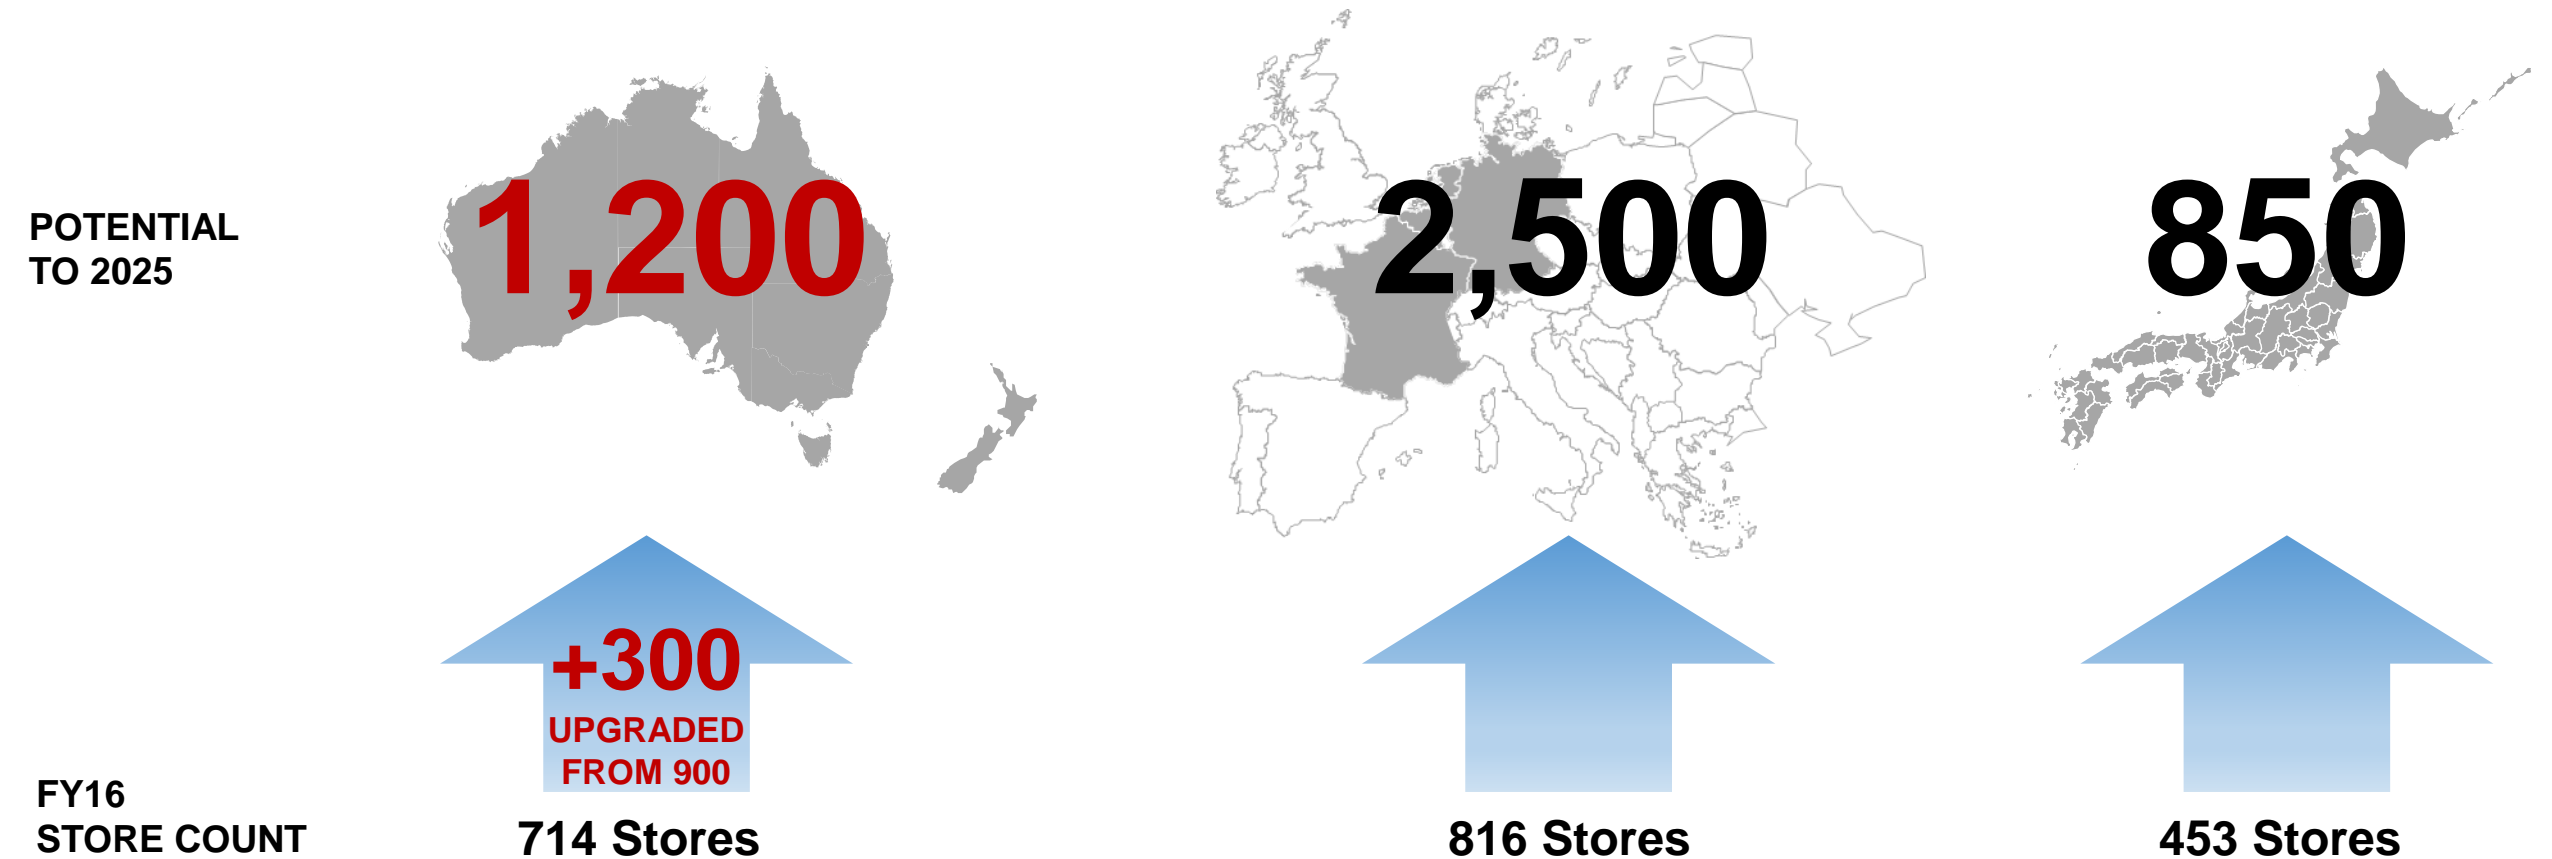 POTENTIAL
TO 2025
1,200
2,500
850
+300
UPGRADED
FROM 900
FY16
STORE COUNT
714 Stores
816 Stores
453 Stores